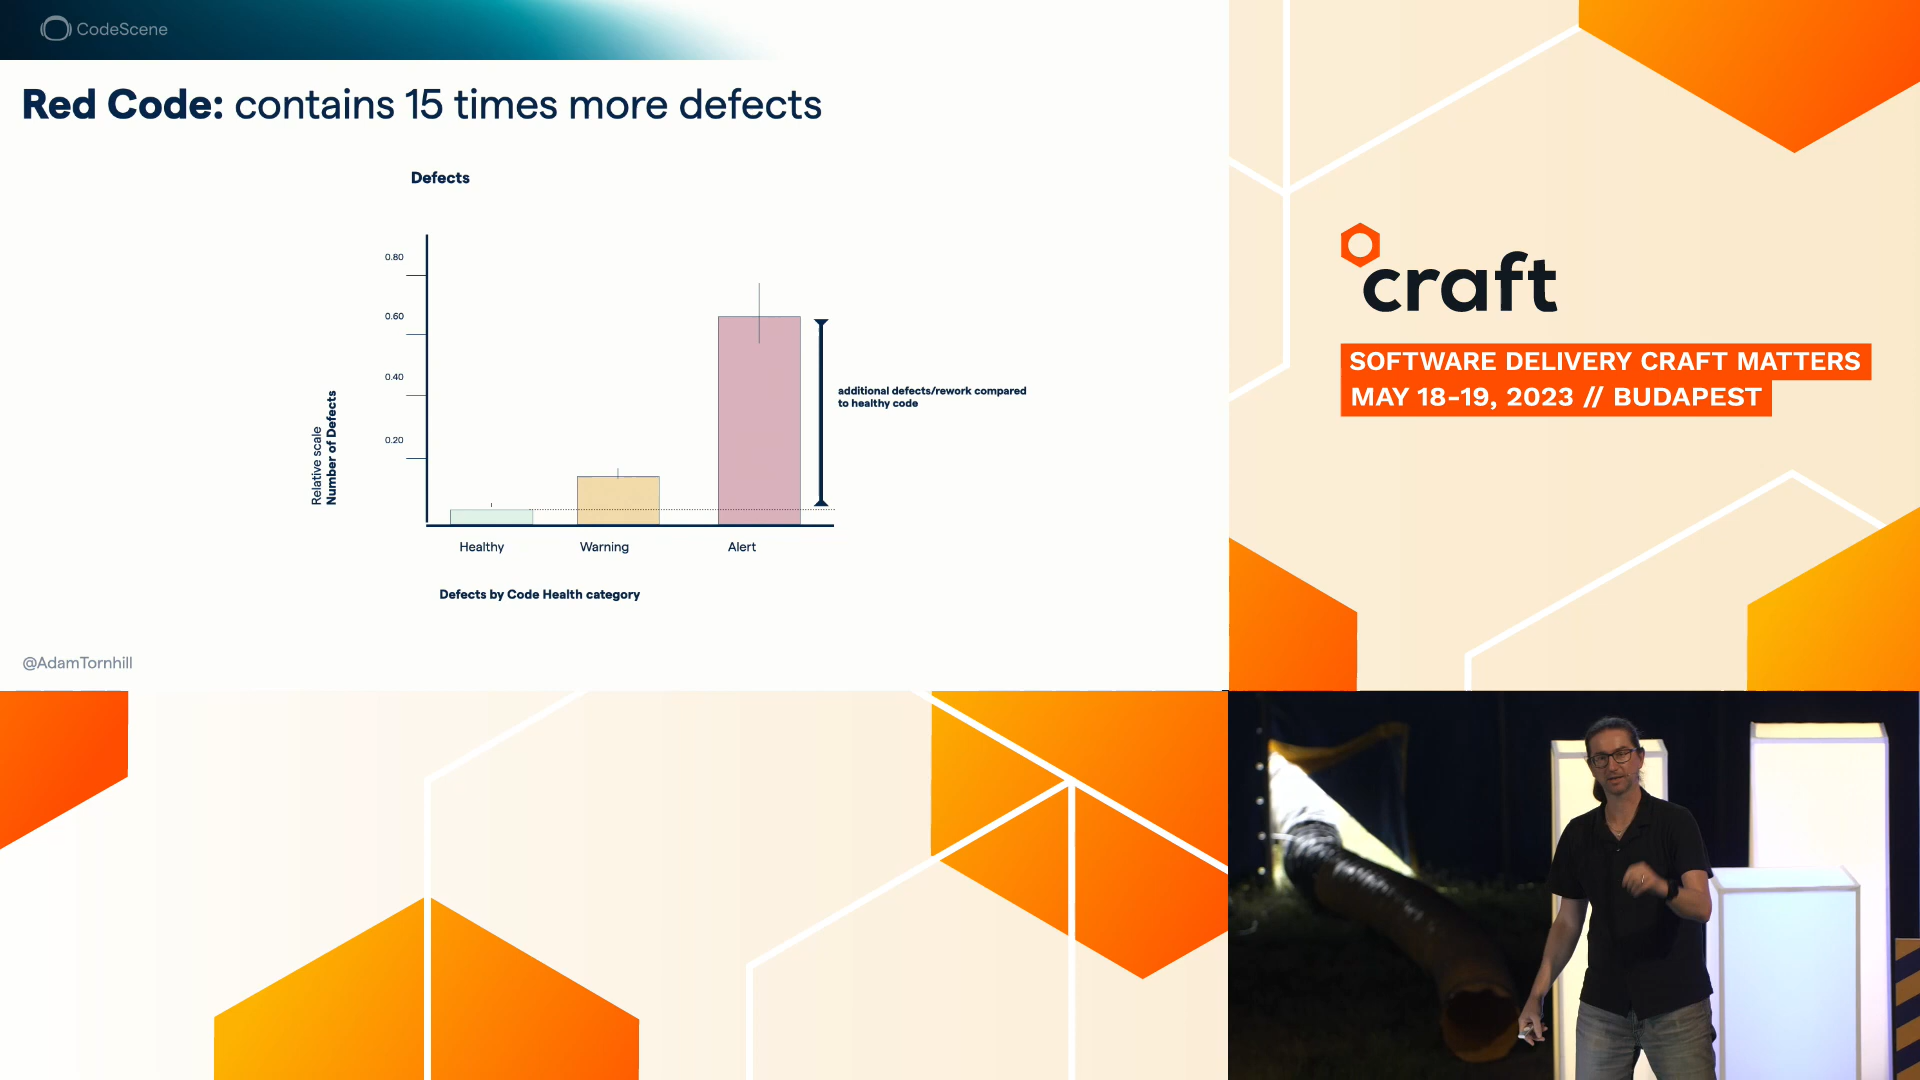 CodeScene
Red Code: contains 15 times more defects
Defects
0.80
0.60
0.40
0.20
Relative scale
Number of Defects
additional defects/rework compared
to healthy code
Healthy
Warning
Alert
Defects by Code Health category
@AdamTornhill
craft
SOFTWARE DELIVERY CRAFT MATTERS
MAY 18-19, 2023 // BUDAPEST